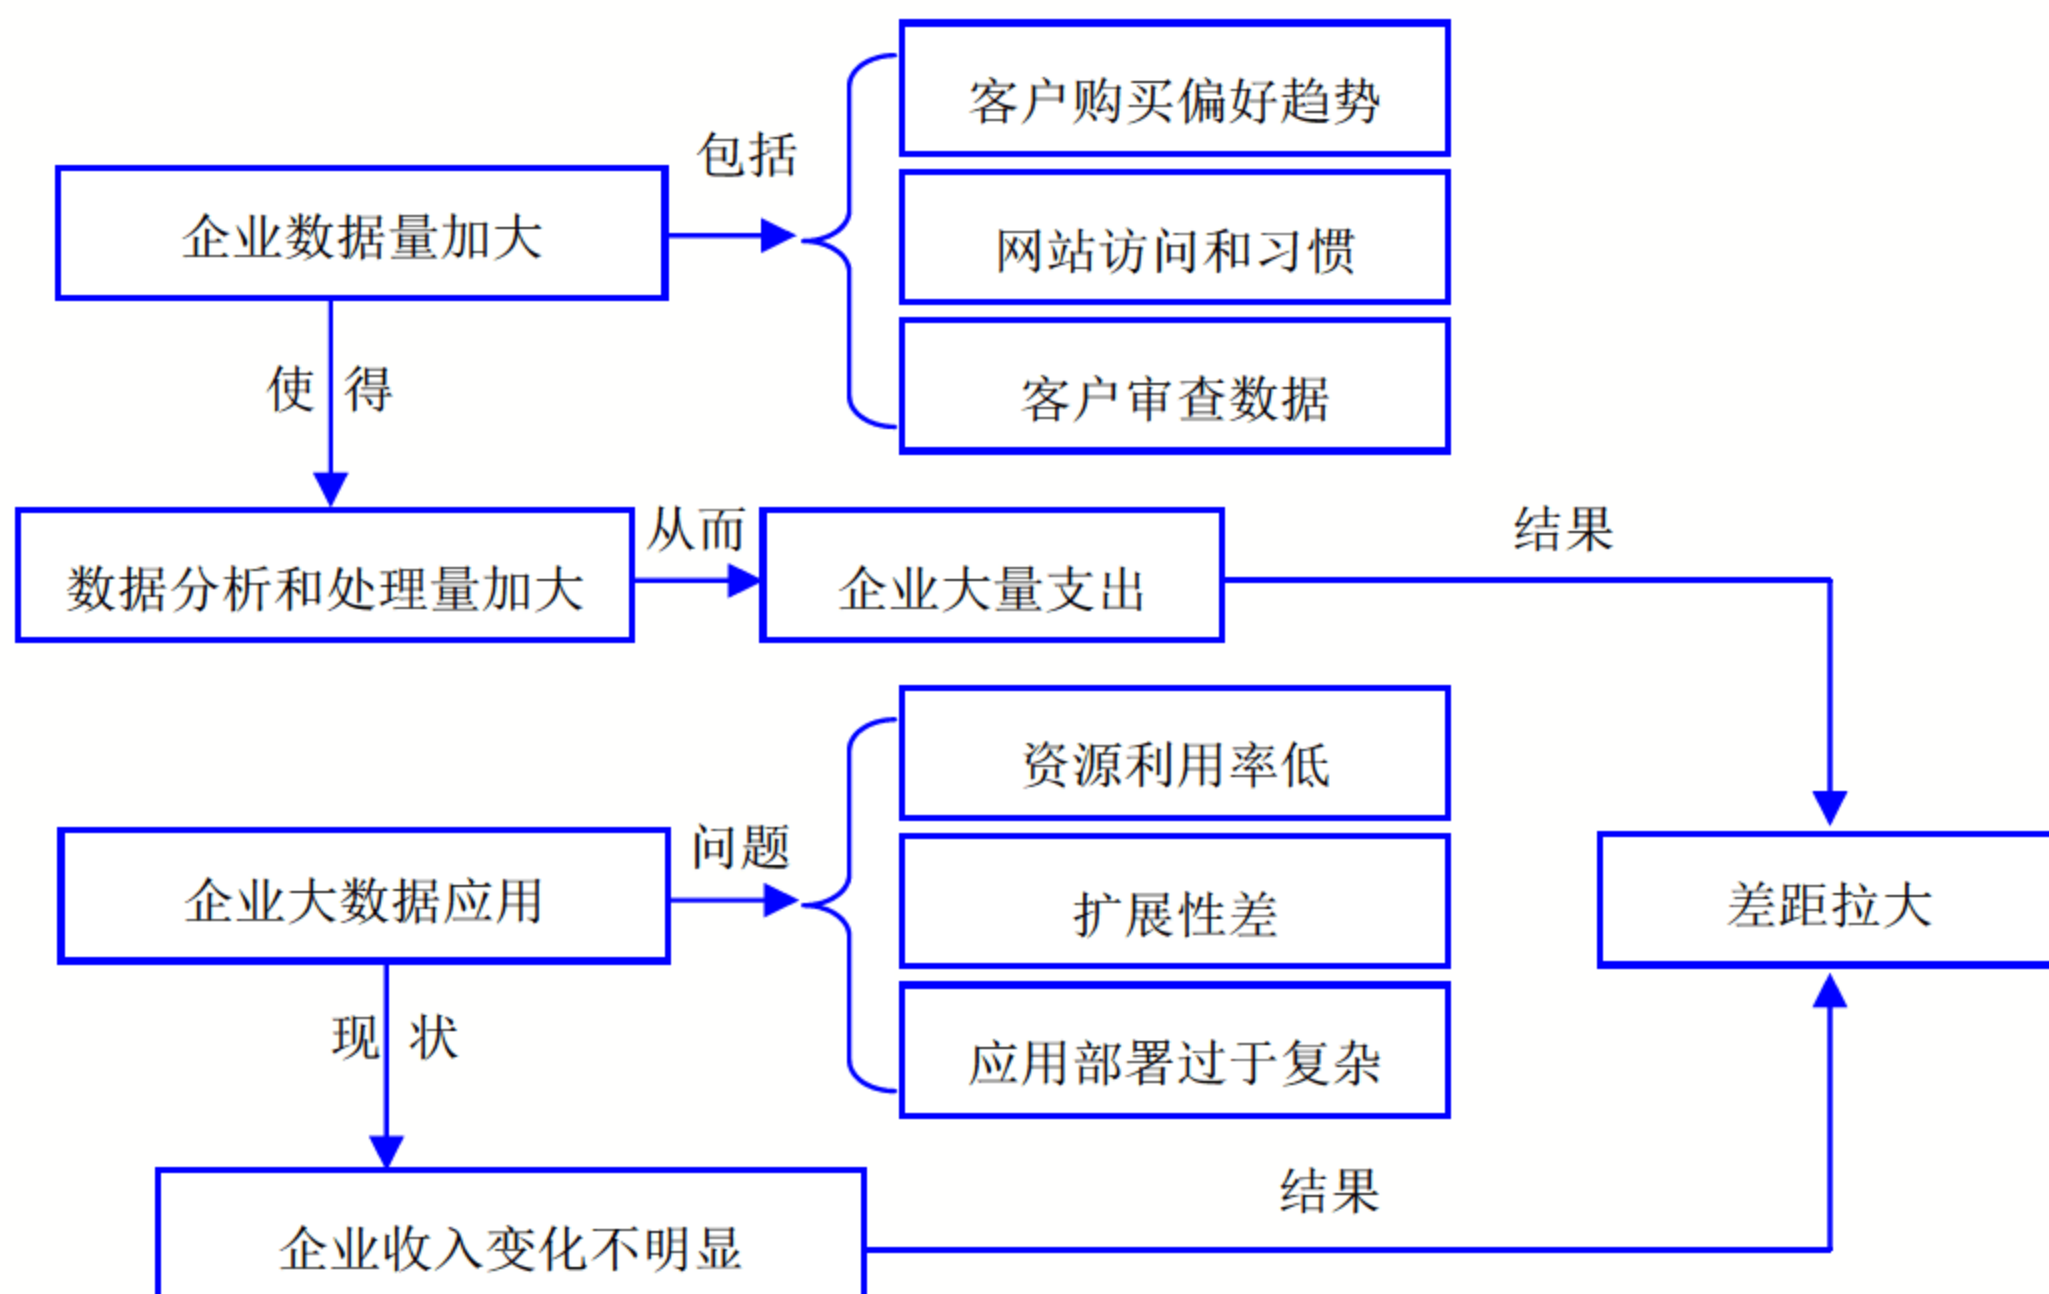 客户购买偏好趋势
包括
企业数据量加大
网站访问和习惯
客户审查数据
使得
从而
结果
数据分析和处理量加大
企业大量支出
资源利用率低
问题
企业大数据应用
扩展性差
差距拉大
现状
应用部署过于复杂
结果
企业收入变化不明显